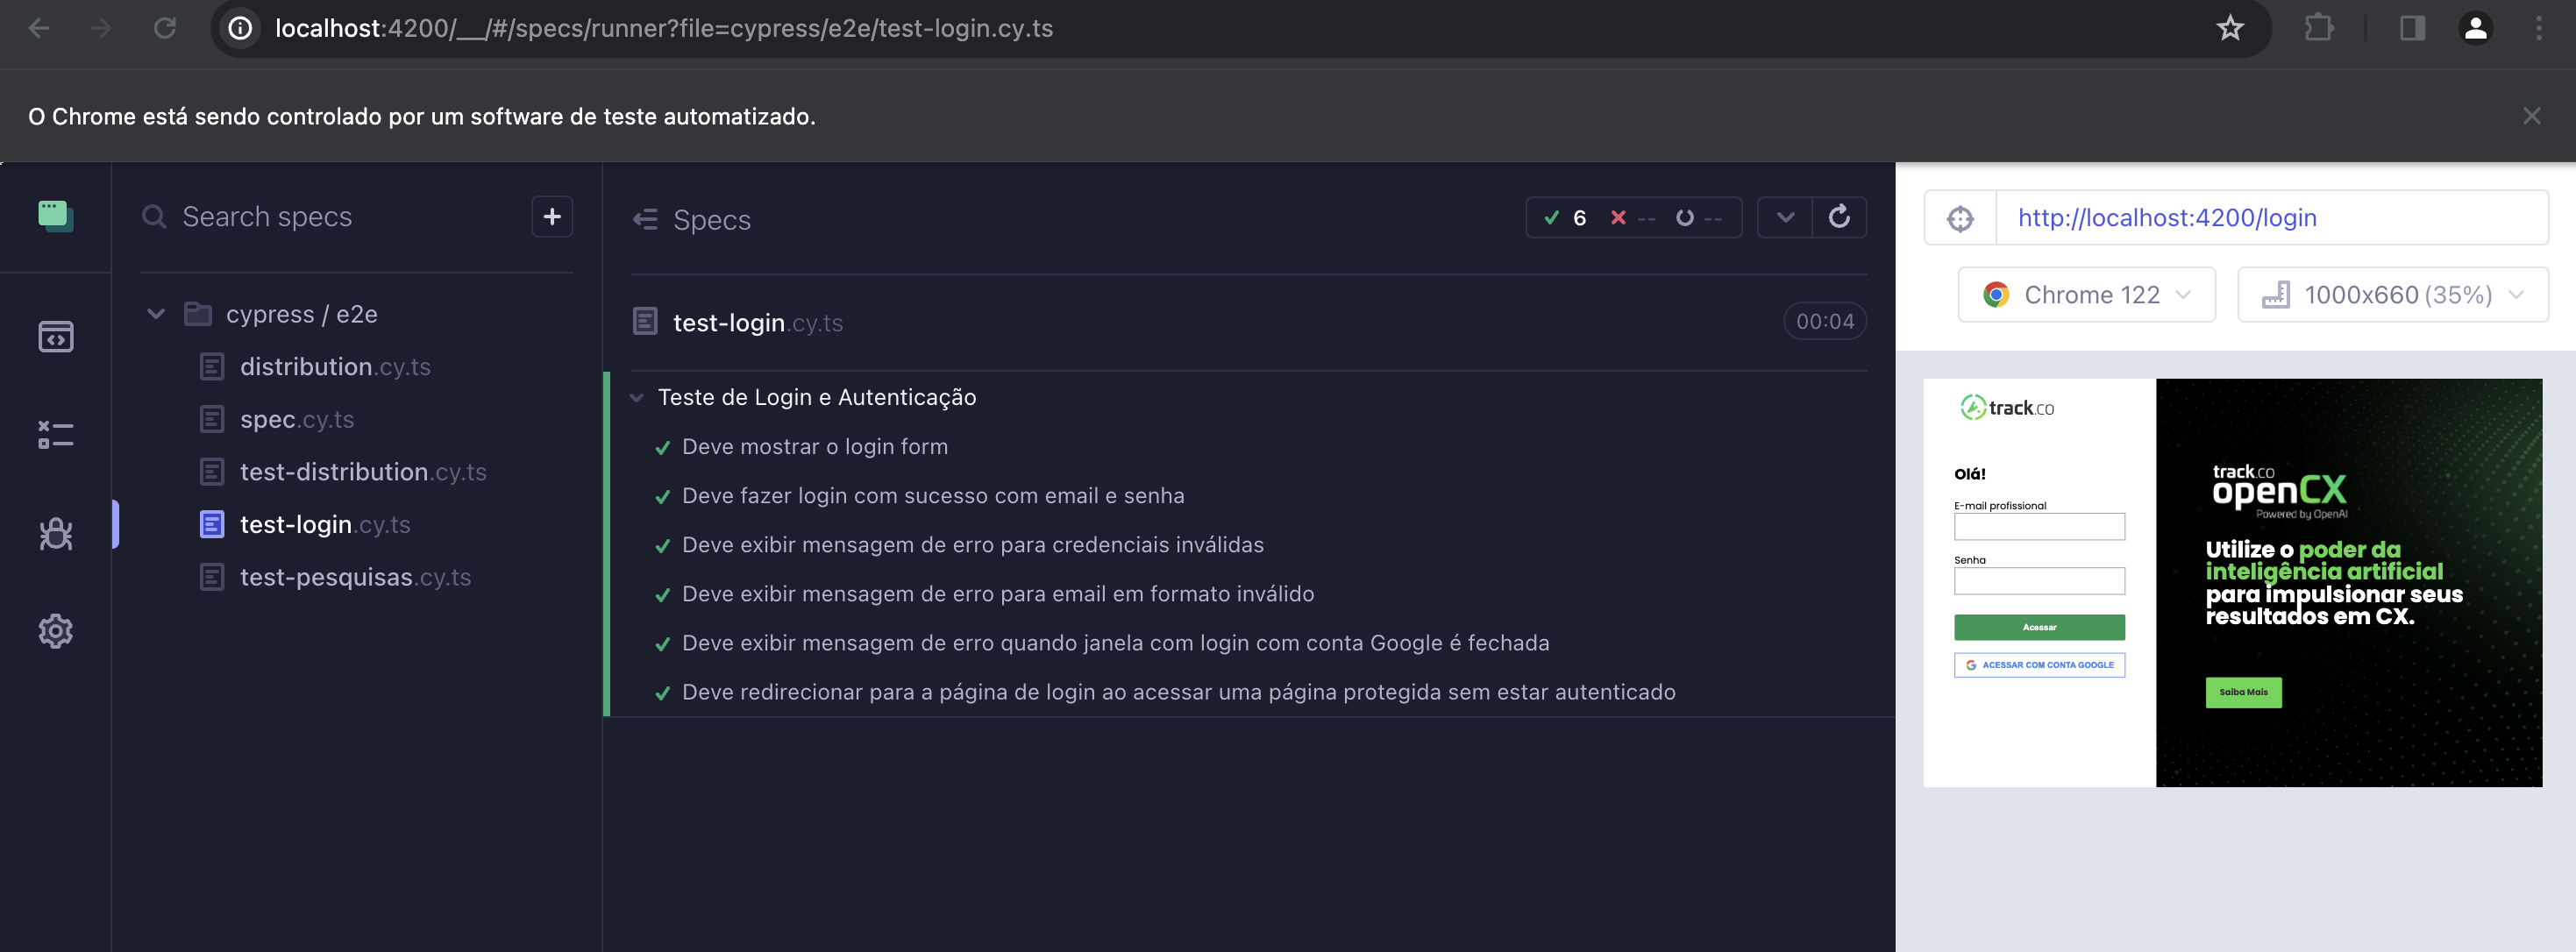 localhost:4200/__/#/specs/runner?file=cypress/e2e/test-login.cy.ts
O Chrome está sendo controlado por um software de teste automatizado.
Search specs
+
cypress / e2e
distribution.cy.ts
spec.cy.ts
test-distribution.cy.ts
test-login.cy.ts
test-pesquisas.cy.ts
Specs
6 -- --
test-login.cy.ts
00:04
Teste de Login e Autenticação
Deve mostrar o login form
Deve fazer login com sucesso com email e senha
Deve exibir mensagem de erro para credenciais inválidas
Deve exibir mensagem de erro para email em formato inválido
Deve exibir mensagem de erro quando janela com login com conta Google é fechada
Deve redirecionar para a página de login ao acessar uma página protegida sem estar autenticado
http://localhost:4200/login
Chrome 122
1000x660 (35%)
track.co
Olá!
E-mail profissional
Senha
Acessar
ACESSAR COM CONTA GOOGLE
track.co
openCX
Powered by OpenAI
Utilize o poder da
inteligência artificial
para impulsionar seus
resultados em CX.
Saiba Mais